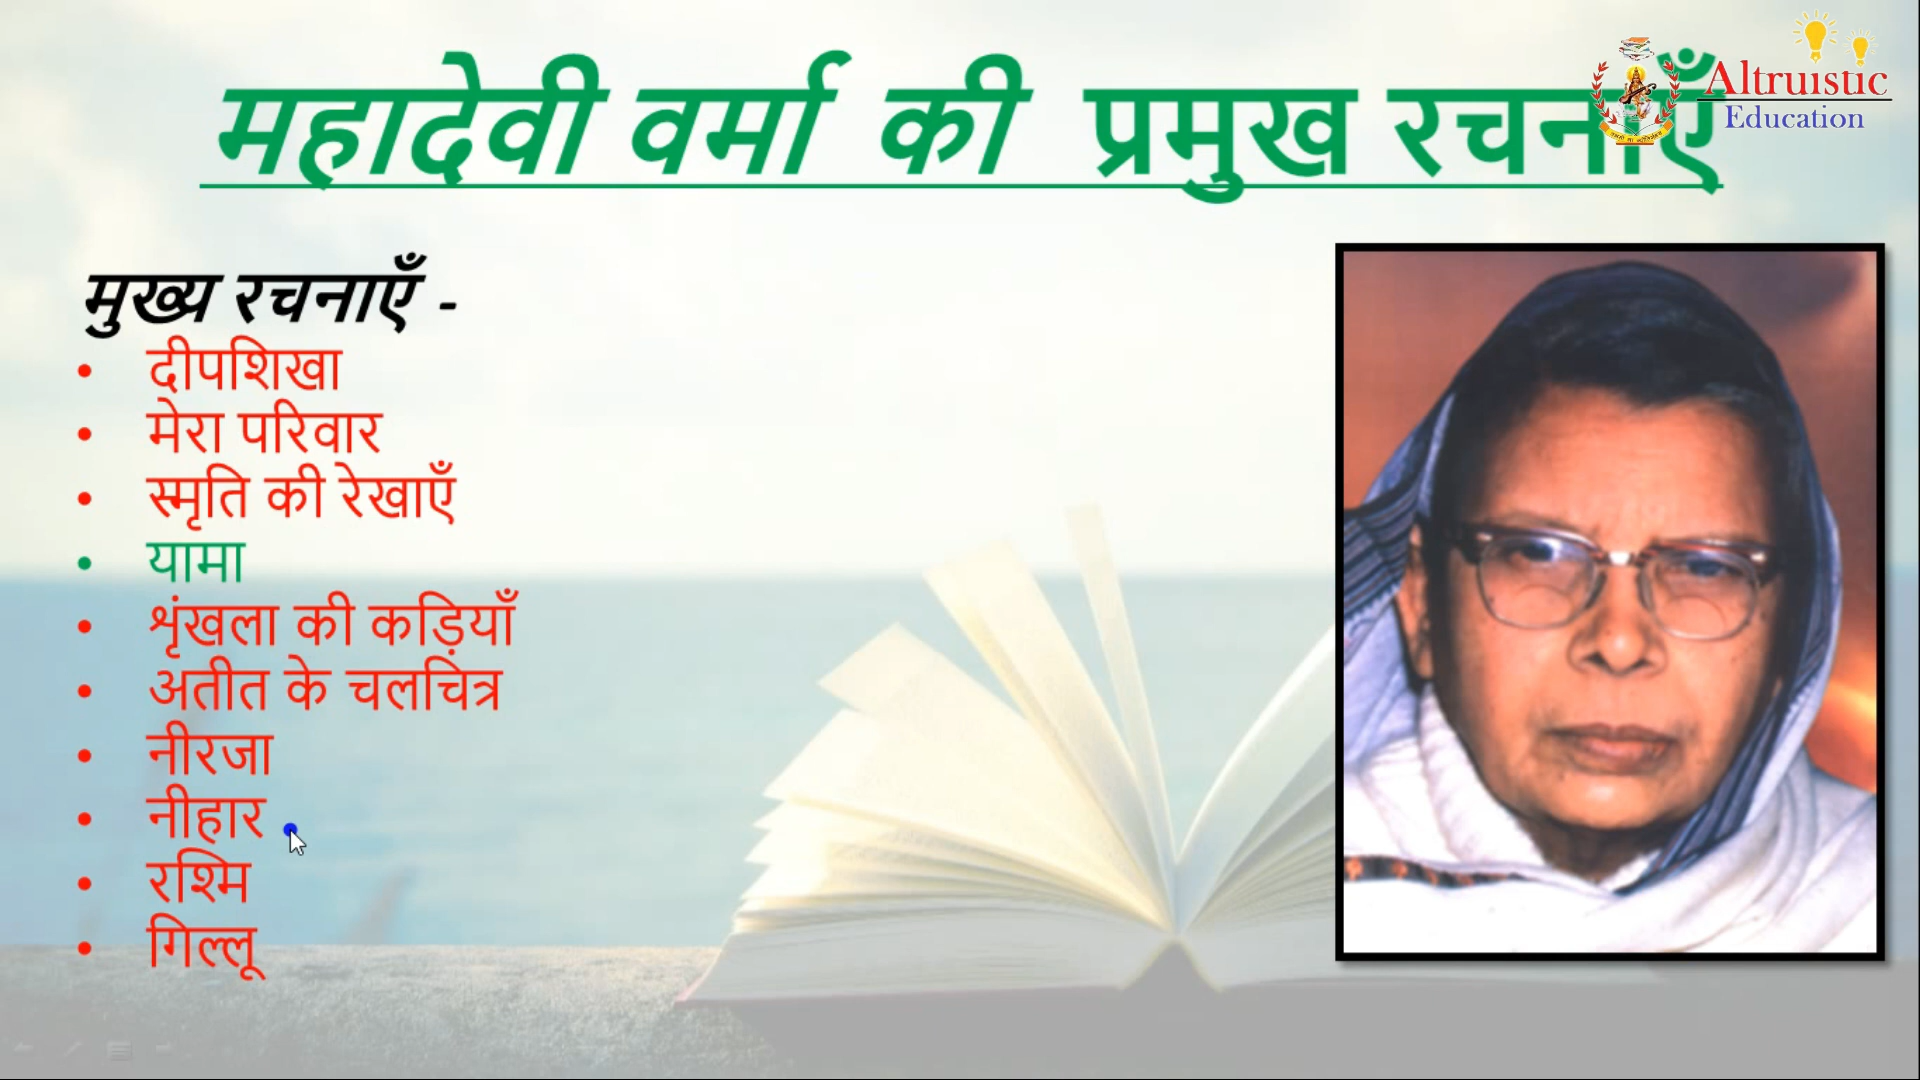 महादेवी वर्मा की प्रमुख रचनाएँ
Altruistic
Education
मुख्य रचनाएँ -
• दीपशिखा
• मेरा परिवार
• स्मृति की रेखाएँ
• यामा
• शृंखला की कड़ियाँ
• अतीत के चलचित्र
• नीरजा
• नीहार
• रश्मि
• गिल्लू